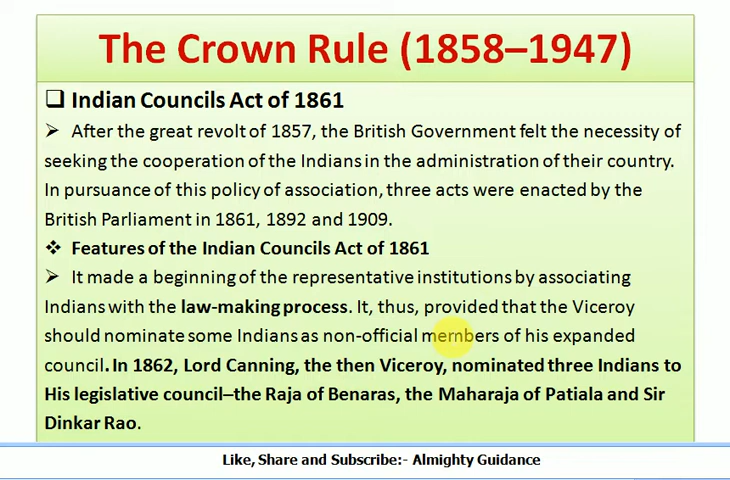 The Crown Rule (1858–1947)
❑ Indian Councils Act of 1861
➢ After the great revolt of 1857, the British Government felt the necessity of
seeking the cooperation of the Indians in the administration of their country.
In pursuance of this policy of association, three acts were enacted by the
British Parliament in 1861, 1892 and 1909.
❖ Features of the Indian Councils Act of 1861
➢ It made a beginning of the representative institutions by associating
Indians with the law-making process. It, thus, provided that the Viceroy
should nominate some Indians as non-official members of his expanded
council. In 1862, Lord Canning, the then Viceroy, nominated three Indians to
His legislative council–the Raja of Benaras, the Maharaja of Patiala and Sir
Dinkar Rao.
Like, Share and Subscribe:- Almighty Guidance